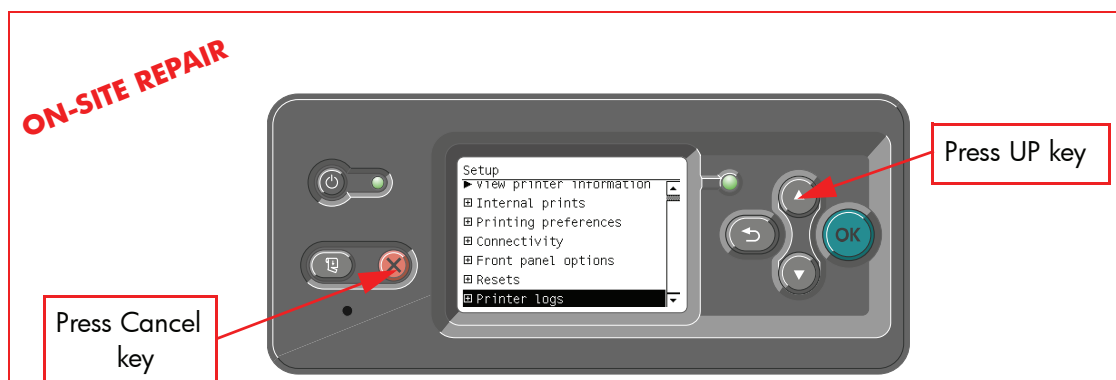 ON-SITE REPAIR
Press UP key
Setup
▶ View printer information
⊞ Internal prints
⊞ Printing preferences
⊞ Connectivity
⊞ Front panel options
⊞ Resets
⊞ Printer logs
OK
Press Cancel
key